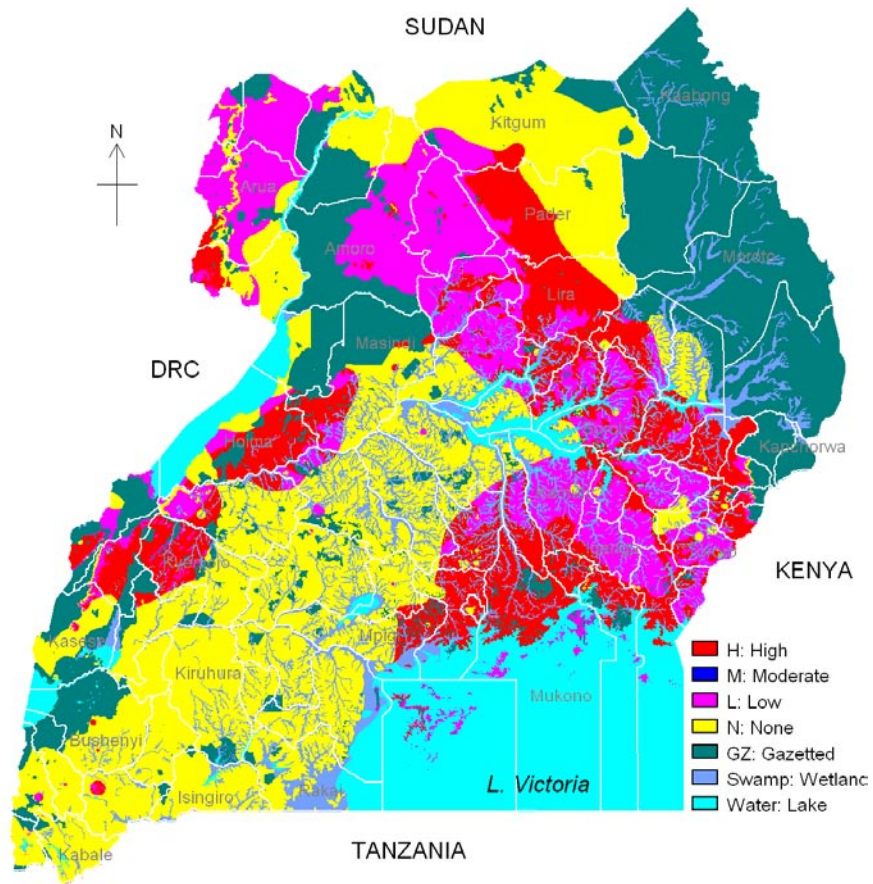 SUDAN
Kaabong
Kitgum
N
Arua
Pader
Amoro
Moroto
Lira
Masindi
DRC
Hoima
Kapchorwa
Kyenjojo
KENYA
Kasese
Mpigi
Kiruhura
H: High
M: Moderate
Mukono
L: Low
N: None
Bushenyi
GZ: Gazetted
Swamp: Wetlanc
L. Victoria
Isingiro
Rakai
Water: Lake
Kabale
TANZANIA